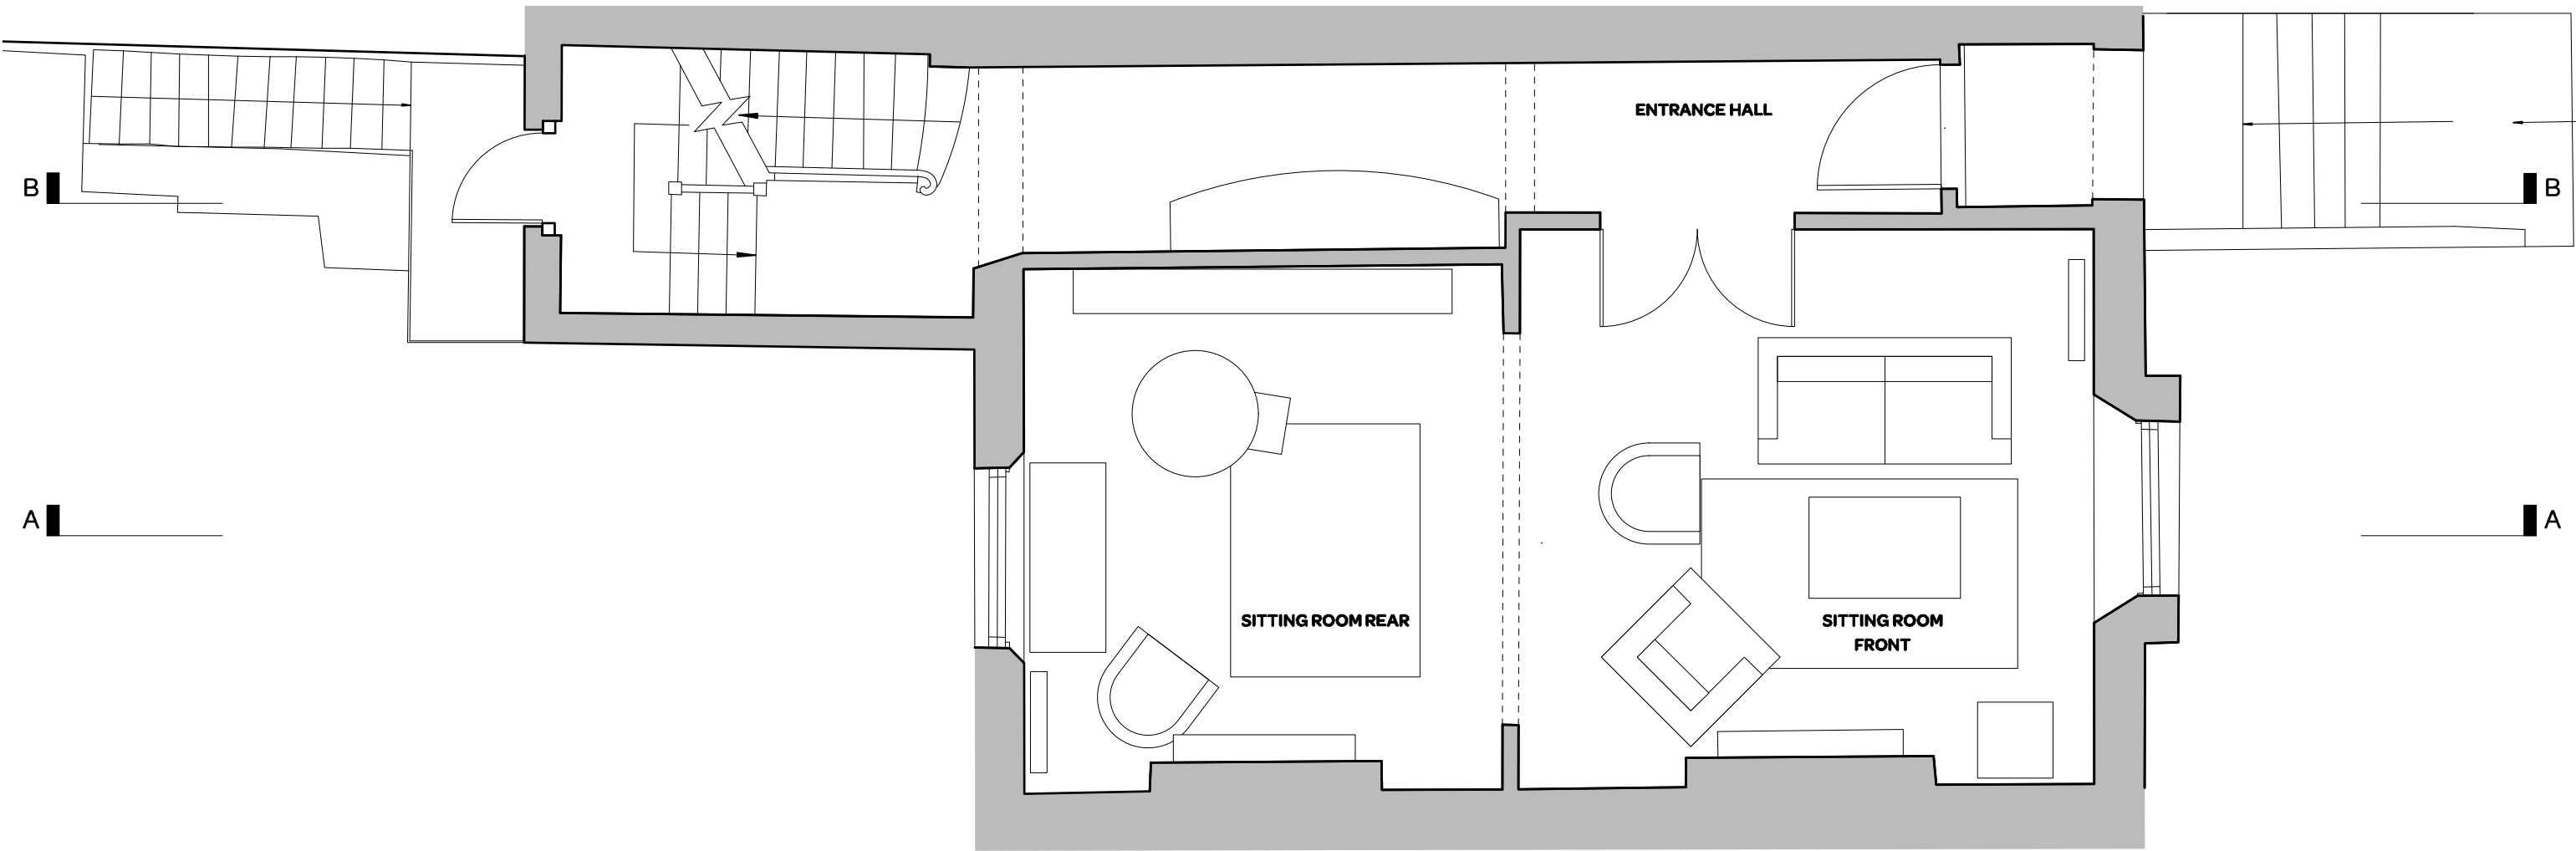 ENTRANCE HALL
B
B
A
A
SITTING ROOM REAR
SITTING ROOM
FRONT